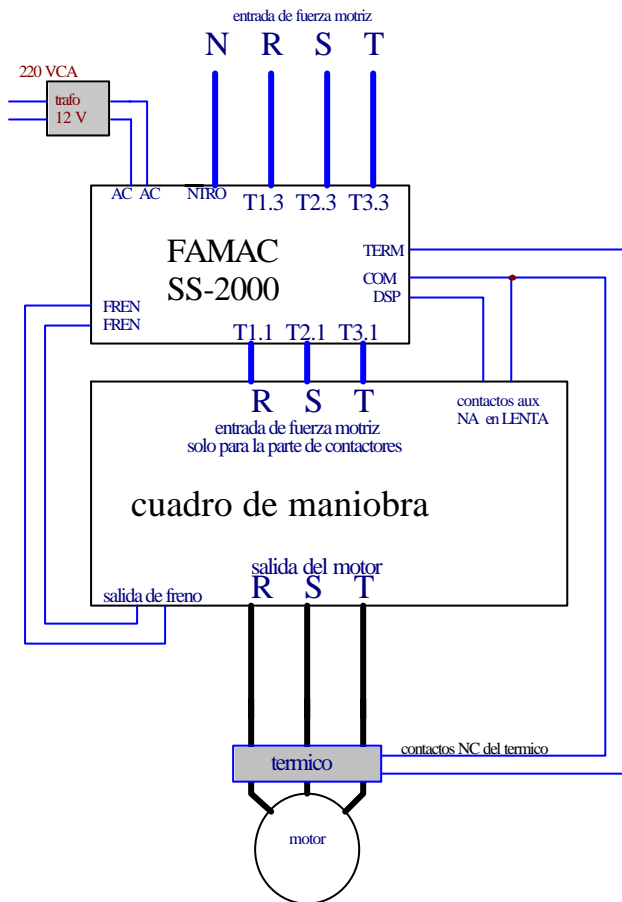 entrada de fuerza motriz
N R S T
220 VCA
trafo
12 V
AC AC NTRO T1.3 T2.3 T3.3
FAMAC
SS-2000
TERM
COM
DSP
FREN
FREN
T1.1 T2.1 T3.1
R S T
entrada de fuerza motriz
solo para la parte de contactores
contactos aux
NA en LENTA
cuadro de maniobra
salida del motor
R S T
salida de freno
contactos NC del termico
termico
motor